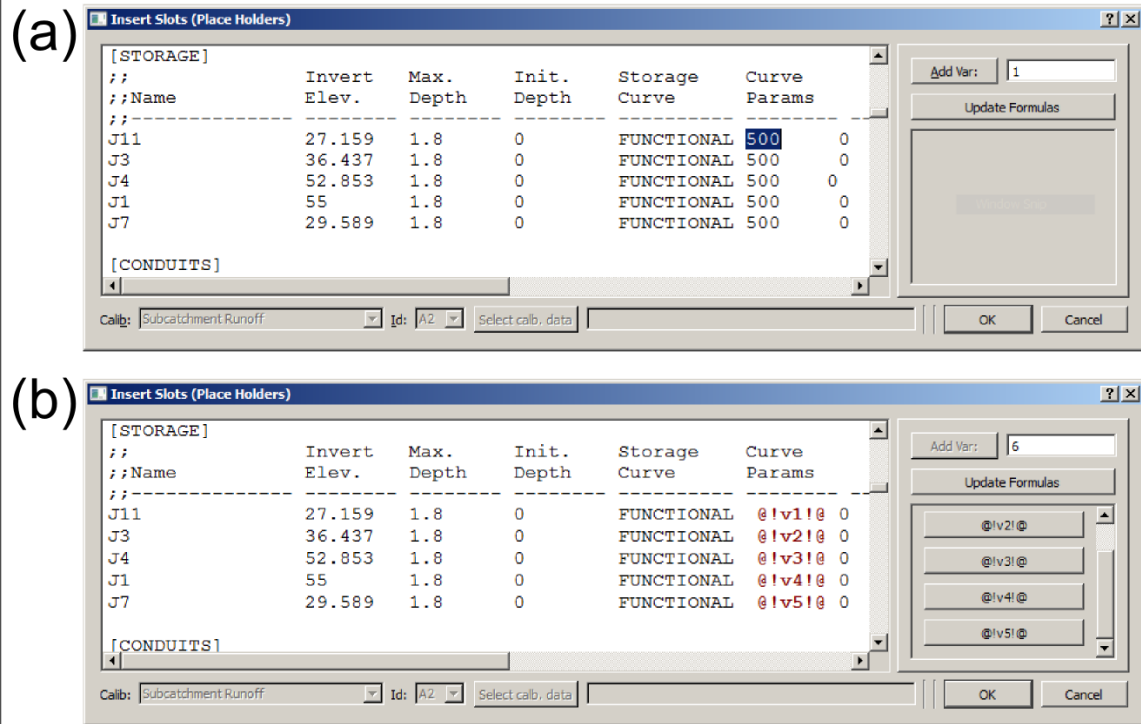 (a)
Insert Slots (Place Holders)
? X
[STORAGE]
;; Invert Max. Init. Storage Curve
;;Name Elev. Depth Depth Curve Params
;;-------------- -------- -------- -------- ---------- -------- --
J11 27.159 1.8 0 FUNCTIONAL 500 0
J3 36.437 1.8 0 FUNCTIONAL 500 0
J4 52.853 1.8 0 FUNCTIONAL 500 0
J1 55 1.8 0 FUNCTIONAL 500 0
J7 29.589 1.8 0 FUNCTIONAL 500 0
[CONDUITS]
Add Var: 1
Update Formulas
Window Snip
Calib: Subcatchment Runoff Id: A2 Select calb. data
OK Cancel
(b)
Insert Slots (Place Holders)
? X
[STORAGE]
;; Invert Max. Init. Storage Curve
;;Name Elev. Depth Depth Curve Params
;;-------------- -------- -------- -------- ---------- -------- --
J11 27.159 1.8 0 FUNCTIONAL @!v1!@ 0
J3 36.437 1.8 0 FUNCTIONAL @!v2!@ 0
J4 52.853 1.8 0 FUNCTIONAL @!v3!@ 0
J1 55 1.8 0 FUNCTIONAL @!v4!@ 0
J7 29.589 1.8 0 FUNCTIONAL @!v5!@ 0
[CONDUITS]
Add Var: 6
Update Formulas
@!v2!@
@!v3!@
@!v4!@
@!v5!@
Calib: Subcatchment Runoff Id: A2 Select calb. data
OK Cancel